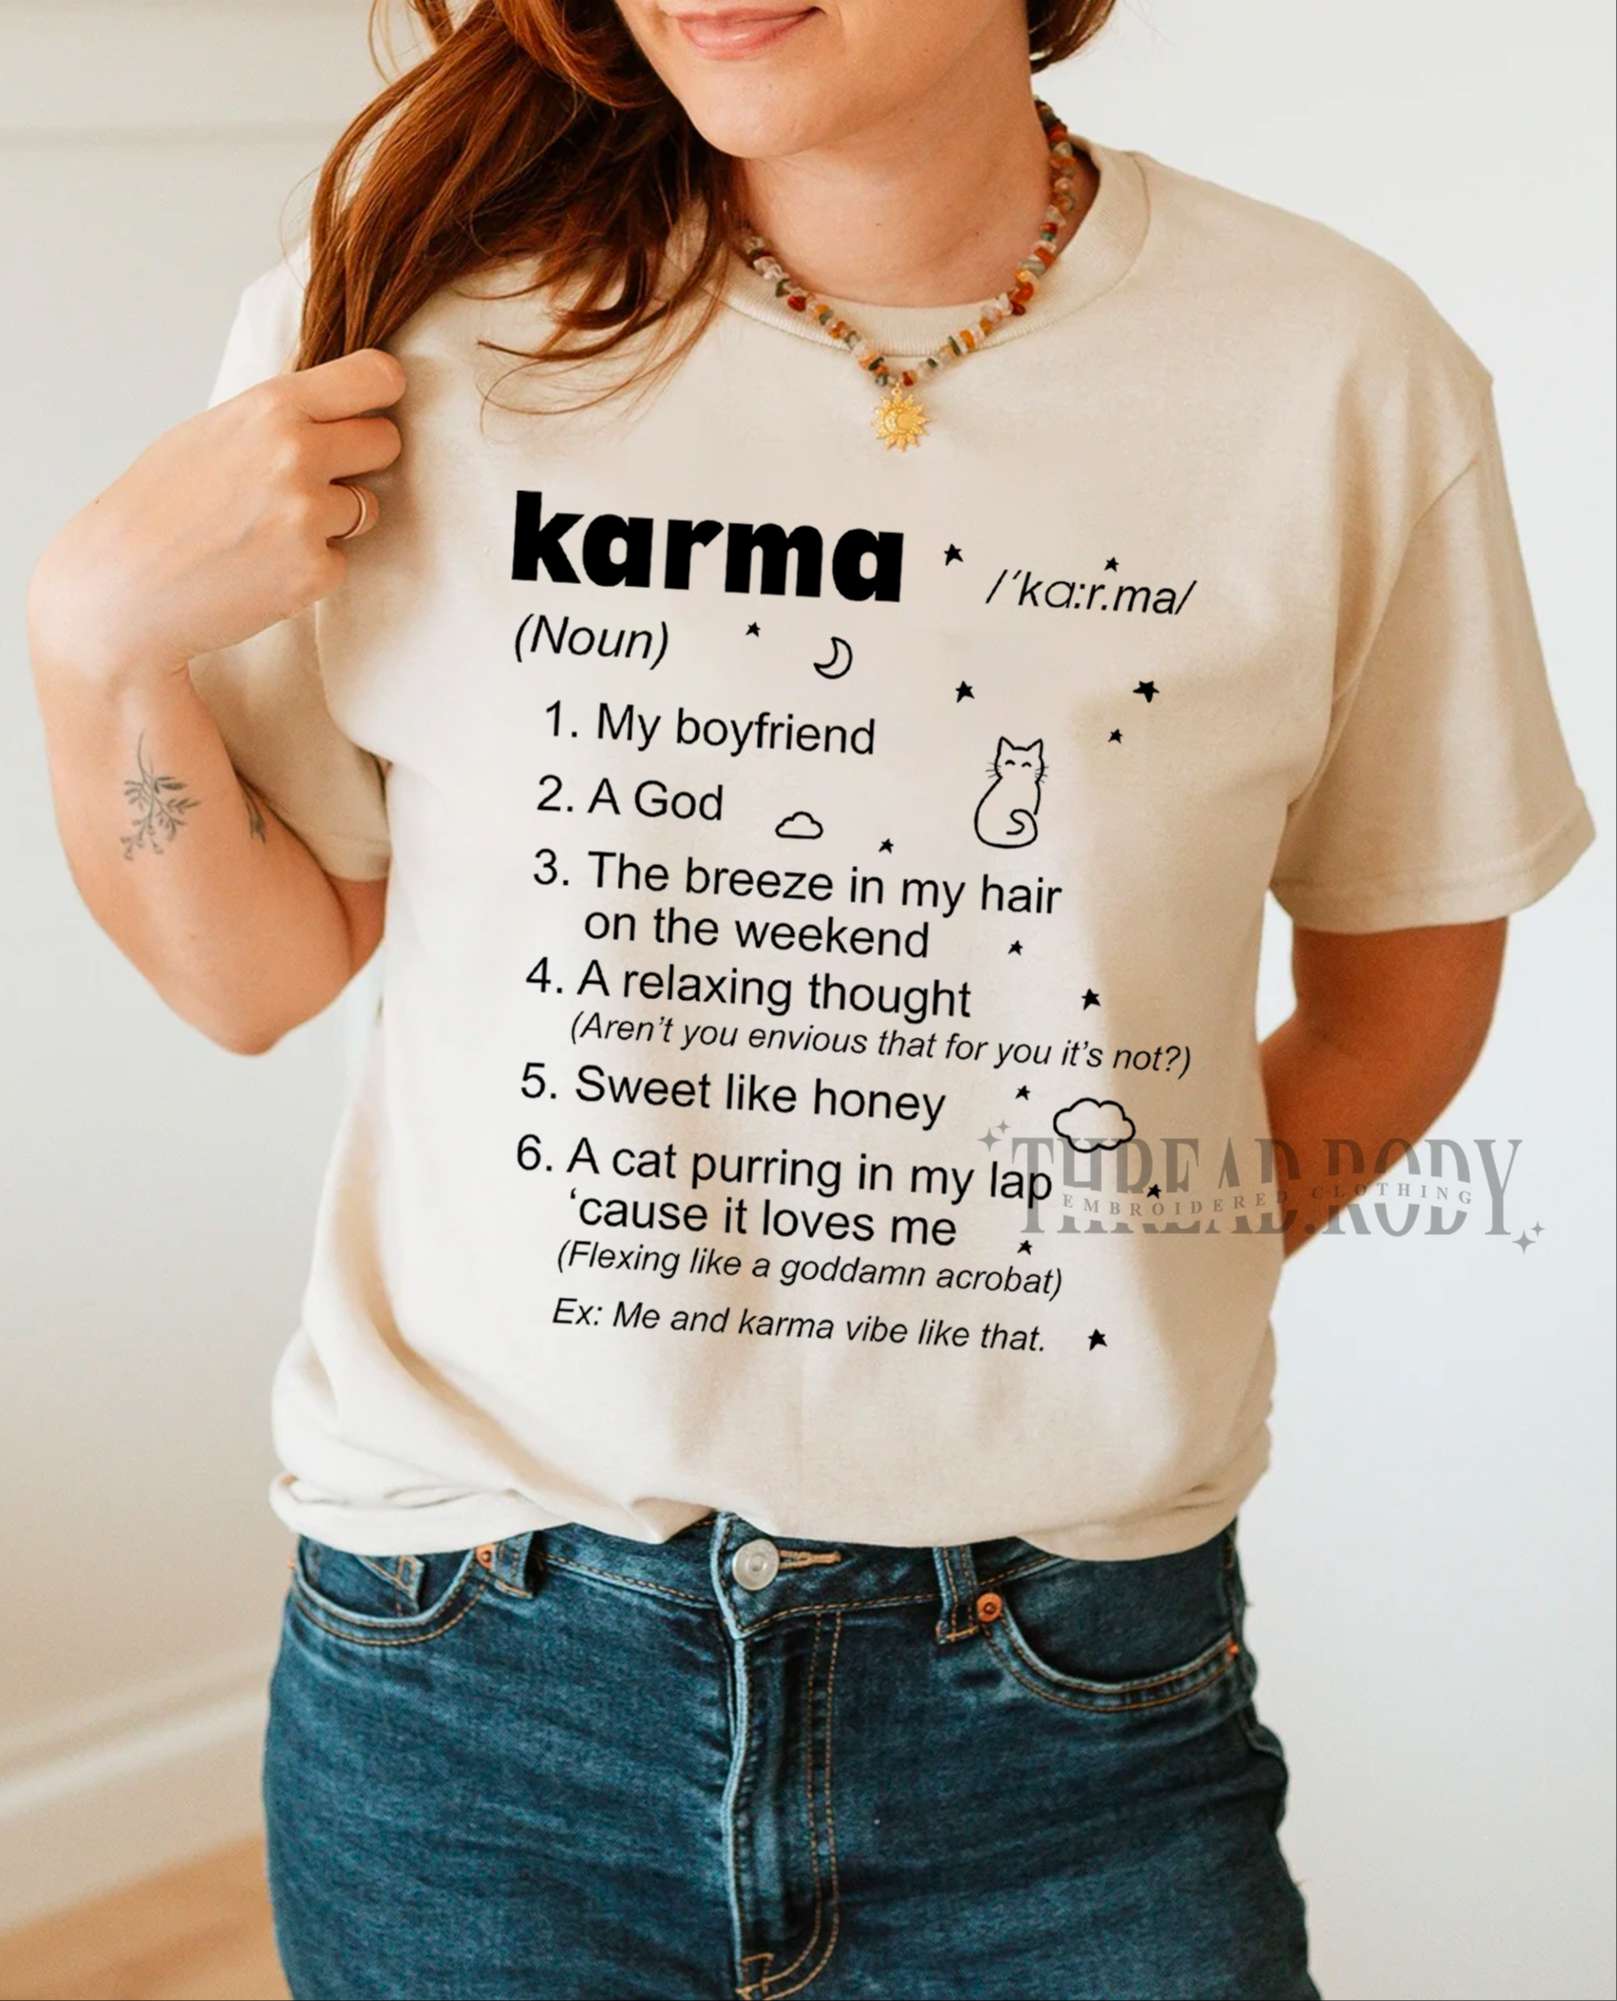 karma /'kɑ:r.ma/
(Noun)
1. My boyfriend
2. A God
3. The breeze in my hair
on the weekend
4. A relaxing thought
(Aren't you envious that for you it's not?)
5. Sweet like honey
6. A cat purring in my lap
'cause it loves me
(Flexing like a goddamn acrobat)
Ex: Me and karma vibe like that.
THREAD.RODY
EMBROIDERED CLOTHING